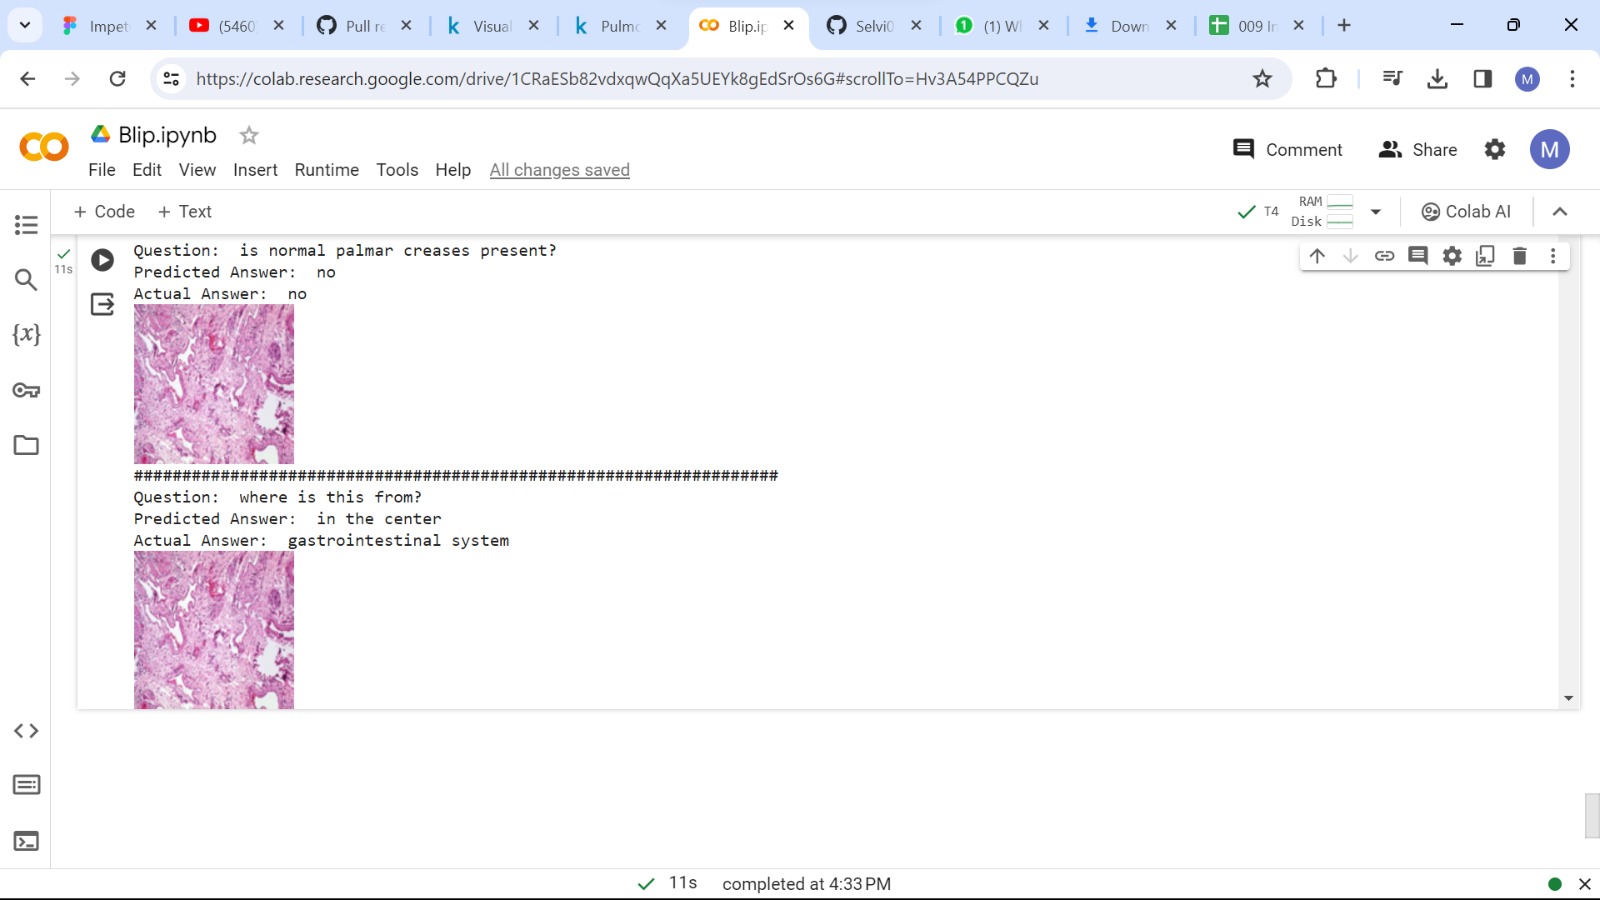 Impet
(5460
Pull re
Visual
Pulmo
Blip.ip
Selvi0
(1) W
Down
009 In
https://colab.research.google.com/drive/1CRaESb82vdxqwQqXa5UEYk8gEdSrOs6G#scrollTo=Hv3A54PPCQZu
M
CO
Blip.ipynb
File Edit View Insert Runtime Tools Help All changes saved
Comment
Share
M
+ Code + Text
T4
RAM
Disk
Colab AI
11s
{x}
Question: is normal palmar creases present?
Predicted Answer: no
Actual Answer: no
###################################################################
Question: where is this from?
Predicted Answer: in the center
Actual Answer: gastrointestinal system
11s completed at 4:33 PM